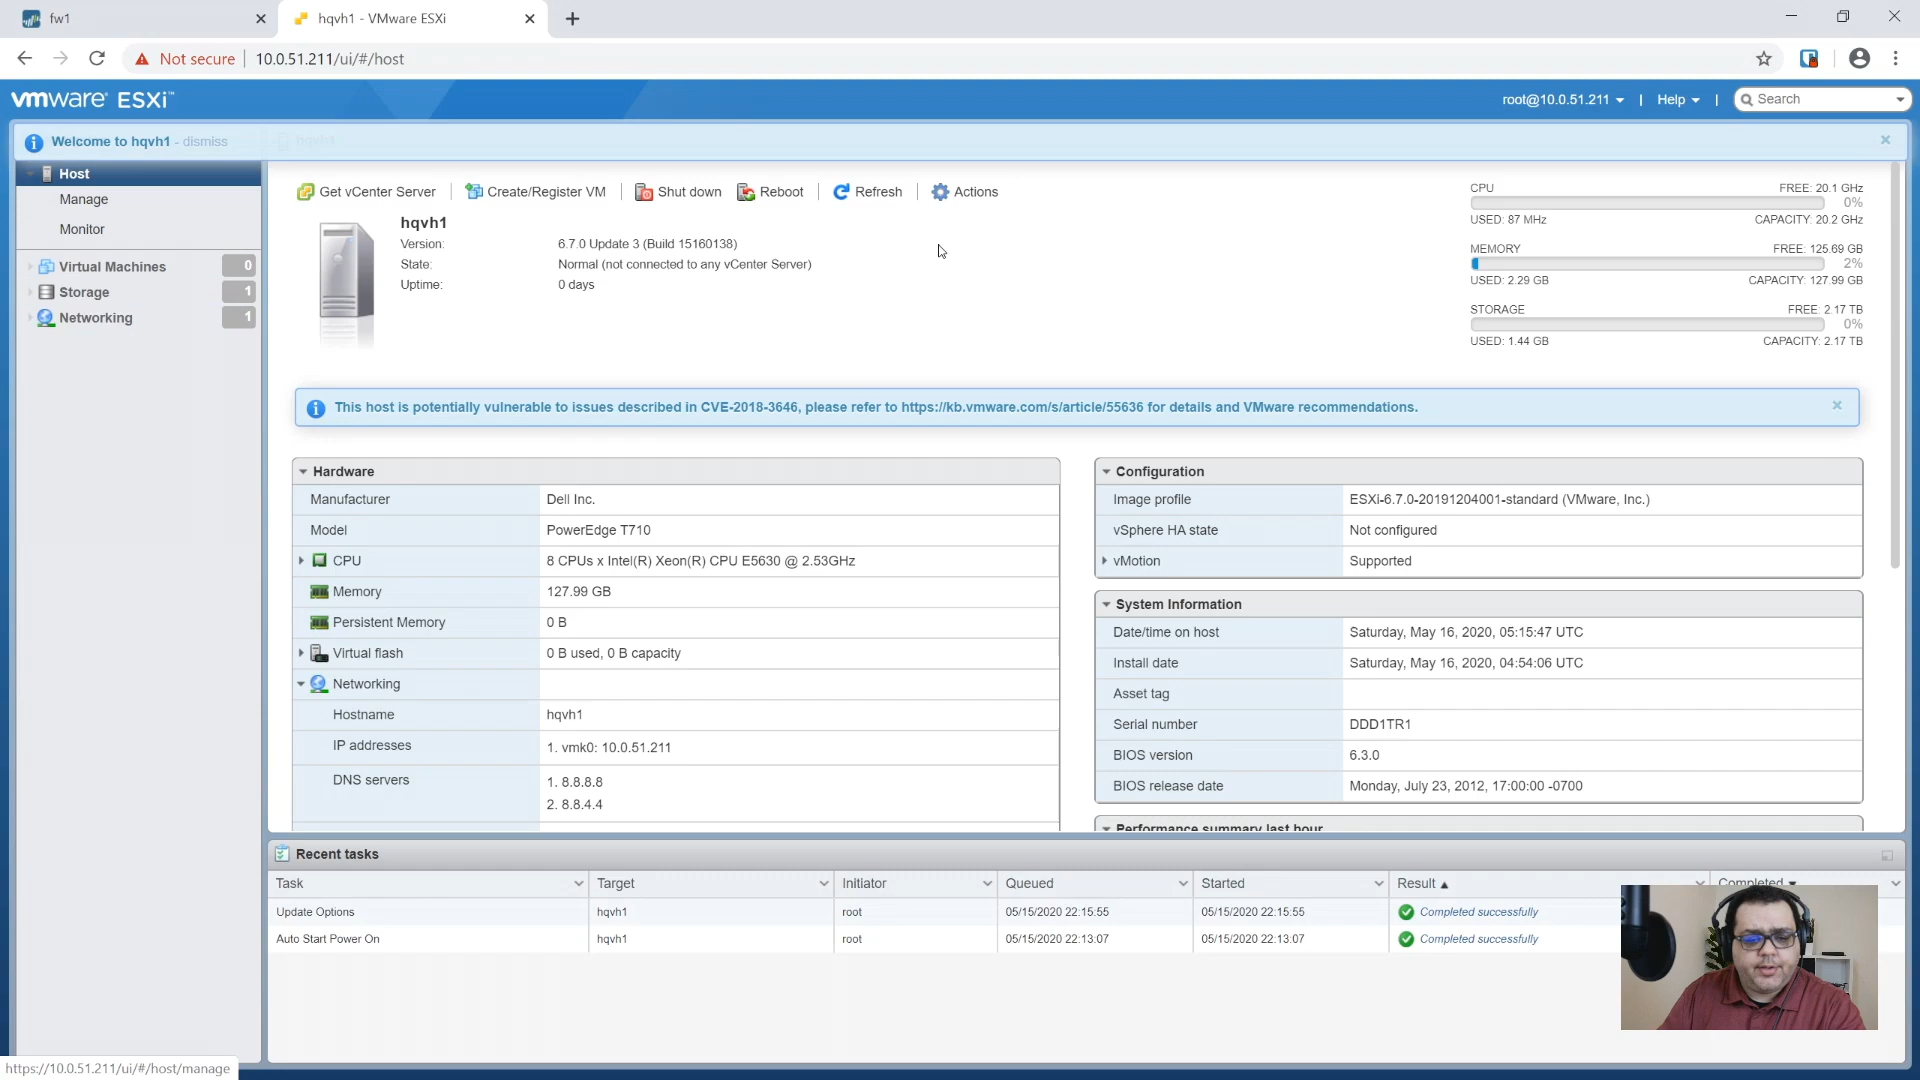 fw1
hqvh1 - VMware ESXi
Not secure
10.0.51.211/ui/#/host
vmware ESXi™
root@10.0.51.211
Help
Search
Welcome to hqvh1 - dismiss
hqvh1
Host
Manage
Monitor
Virtual Machines 0
Storage 1
Networking 1
Get vCenter Server
Create/Register VM
Shut down
Reboot
Refresh
Actions
hqvh1
Version: 6.7.0 Update 3 (Build 15160138)
State: Normal (not connected to any vCenter Server)
Uptime: 0 days
CPU FREE: 20.1 GHz
0%
USED: 87 MHz CAPACITY: 20.2 GHz
MEMORY FREE: 125.69 GB
2%
USED: 2.29 GB CAPACITY: 127.99 GB
STORAGE FREE: 2.17 TB
0%
USED: 1.44 GB CAPACITY: 2.17 TB
This host is potentially vulnerable to issues described in CVE-2018-3646, please refer to https://kb.vmware.com/s/article/55636 for details and VMware recommendations.
Hardware
Manufacturer Dell Inc.
Model PowerEdge T710
CPU 8 CPUs x Intel(R) Xeon(R) CPU E5630 @ 2.53GHz
Memory 127.99 GB
Persistent Memory 0 B
Virtual flash 0 B used, 0 B capacity
Networking
Hostname hqvh1
IP addresses 1. vmk0: 10.0.51.211
DNS servers 1. 8.8.8.8
2. 8.8.4.4
Configuration
Image profile ESXi-6.7.0-20191204001-standard (VMware, Inc.)
vSphere HA state Not configured
vMotion Supported
System Information
Date/time on host Saturday, May 16, 2020, 05:15:47 UTC
Install date Saturday, May 16, 2020, 04:54:06 UTC
Asset tag
Serial number DDD1TR1
BIOS version 6.3.0
BIOS release date Monday, July 23, 2012, 17:00:00 -0700
Performance summary last hour
Recent tasks
Task Target Initiator Queued Started Result Completed
Update Options hqvh1 root 05/15/2020 22:15:55 05/15/2020 22:15:55 Completed successfully
Auto Start Power On hqvh1 root 05/15/2020 22:13:07 05/15/2020 22:13:07 Completed successfully
https://10.0.51.211/ui/#/host/manage